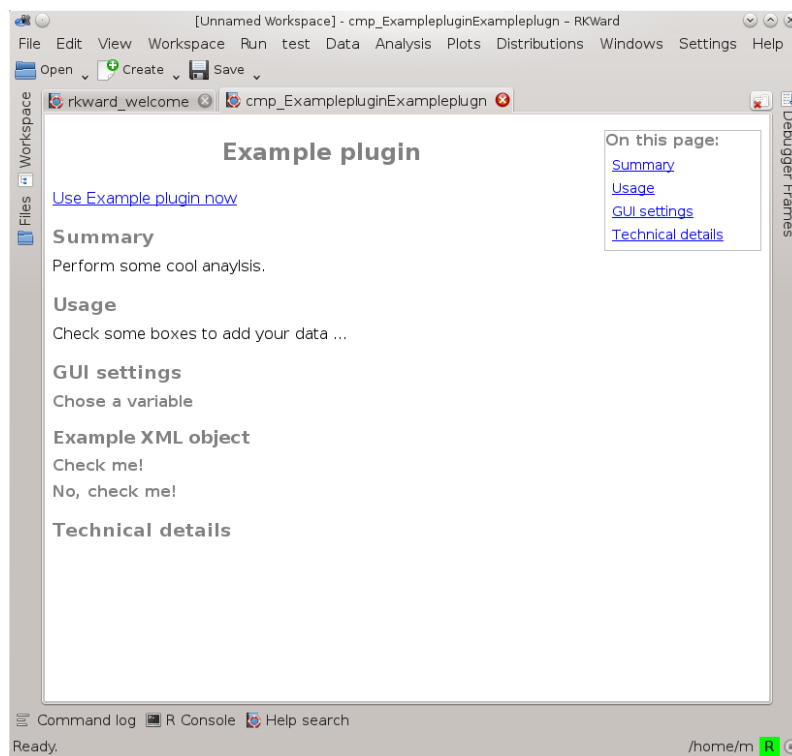 [Unnamed Workspace] - cmp_ExamplepluginExampleplugn – RKWard
File Edit View Workspace Run test Data Analysis Plots Distributions Windows Settings Help
Open Create Save
rkward_welcome cmp_ExamplepluginExampleplugn
Workspace
Files
Debugger Frames
Example plugin
On this page:
Summary
Usage
GUI settings
Technical details
Use Example plugin now
Summary
Perform some cool anaylsis.
Usage
Check some boxes to add your data ...
GUI settings
Chose a variable
Example XML object
Check me!
No, check me!
Technical details
Command log R Console Help search
Ready. /home/m R